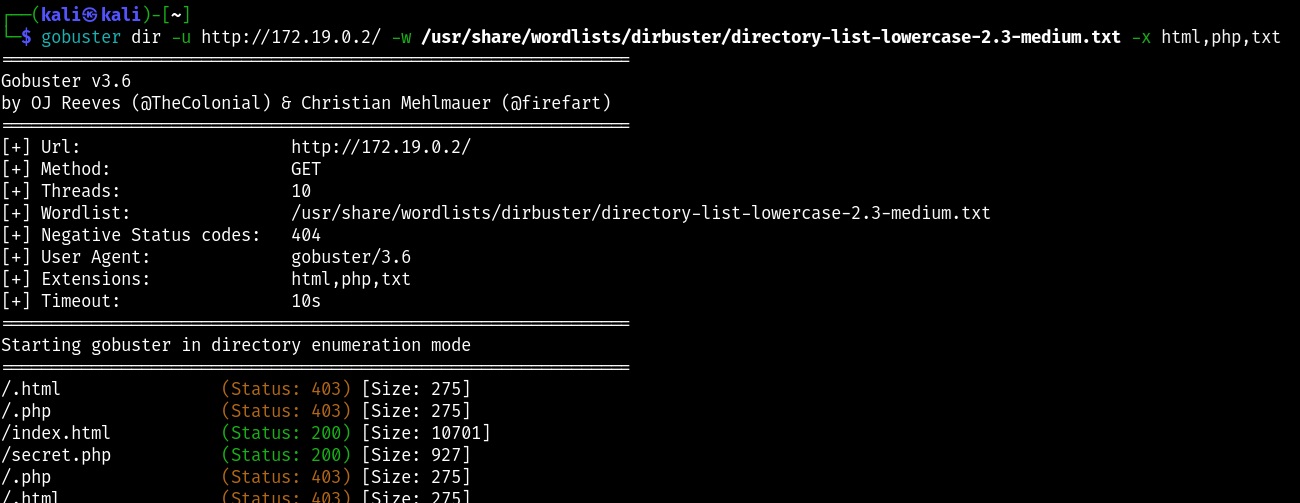 ┌──(kali㉿kali)-[~]
└─$ gobuster dir -u http://172.19.0.2/ -w /usr/share/wordlists/dirbuster/directory-list-lowercase-2.3-medium.txt -x html,php,txt
===============================================================
Gobuster v3.6
by OJ Reeves (@TheColonial) & Christian Mehlmauer (@firefart)
===============================================================
[+] Url:                     http://172.19.0.2/
[+] Method:                  GET
[+] Threads:                 10
[+] Wordlist:                /usr/share/wordlists/dirbuster/directory-list-lowercase-2.3-medium.txt
[+] Negative Status codes:   404
[+] User Agent:              gobuster/3.6
[+] Extensions:              html,php,txt
[+] Timeout:                 10s
===============================================================
Starting gobuster in directory enumeration mode
===============================================================
/.html                (Status: 403) [Size: 275]
/.php                 (Status: 403) [Size: 275]
/index.html           (Status: 200) [Size: 10701]
/secret.php           (Status: 200) [Size: 927]
/.php                 (Status: 403) [Size: 275]
/.html                (Status: 403) [Size: 275]